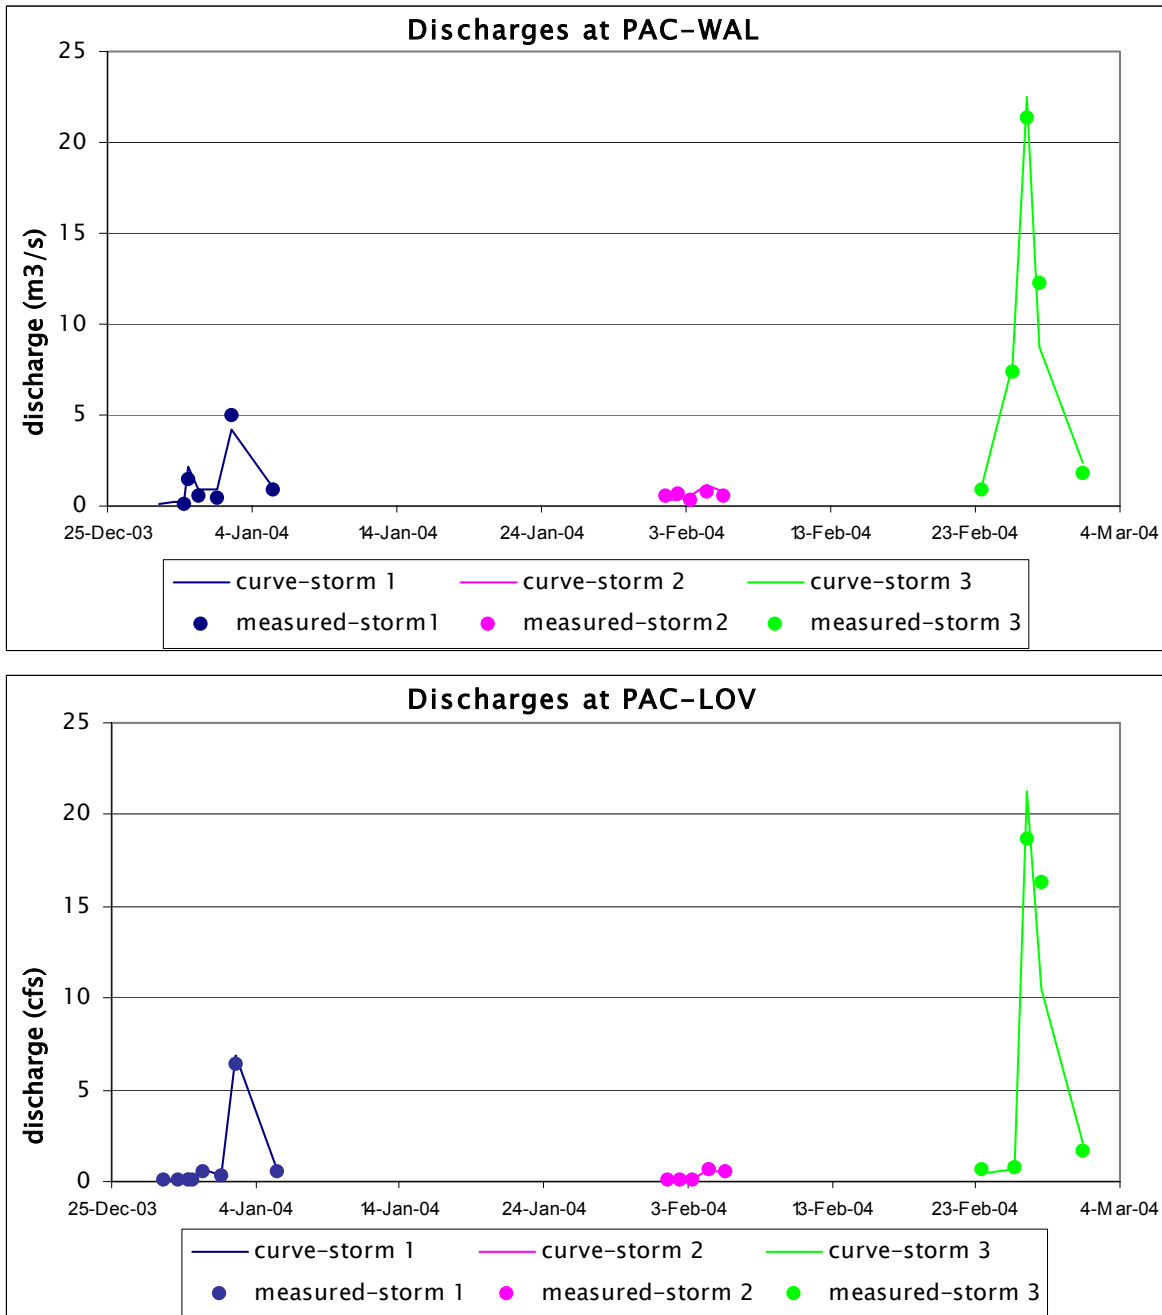 Discharges at PAC-WAL
25
20
15
10
5
0
discharge (m3/s)
25-Dec-03 4-Jan-04 14-Jan-04 24-Jan-04 3-Feb-04 13-Feb-04 23-Feb-04 4-Mar-04
curve-storm 1 curve-storm 2 curve-storm 3
measured-storm1 measured-storm2 measured-storm 3
Discharges at PAC-LOV
25
20
15
10
5
0
discharge (cfs)
25-Dec-03 4-Jan-04 14-Jan-04 24-Jan-04 3-Feb-04 13-Feb-04 23-Feb-04 4-Mar-04
curve-storm 1 curve-storm 2 curve-storm 3
measured-storm 1 measured-storm 2 measured-storm 3